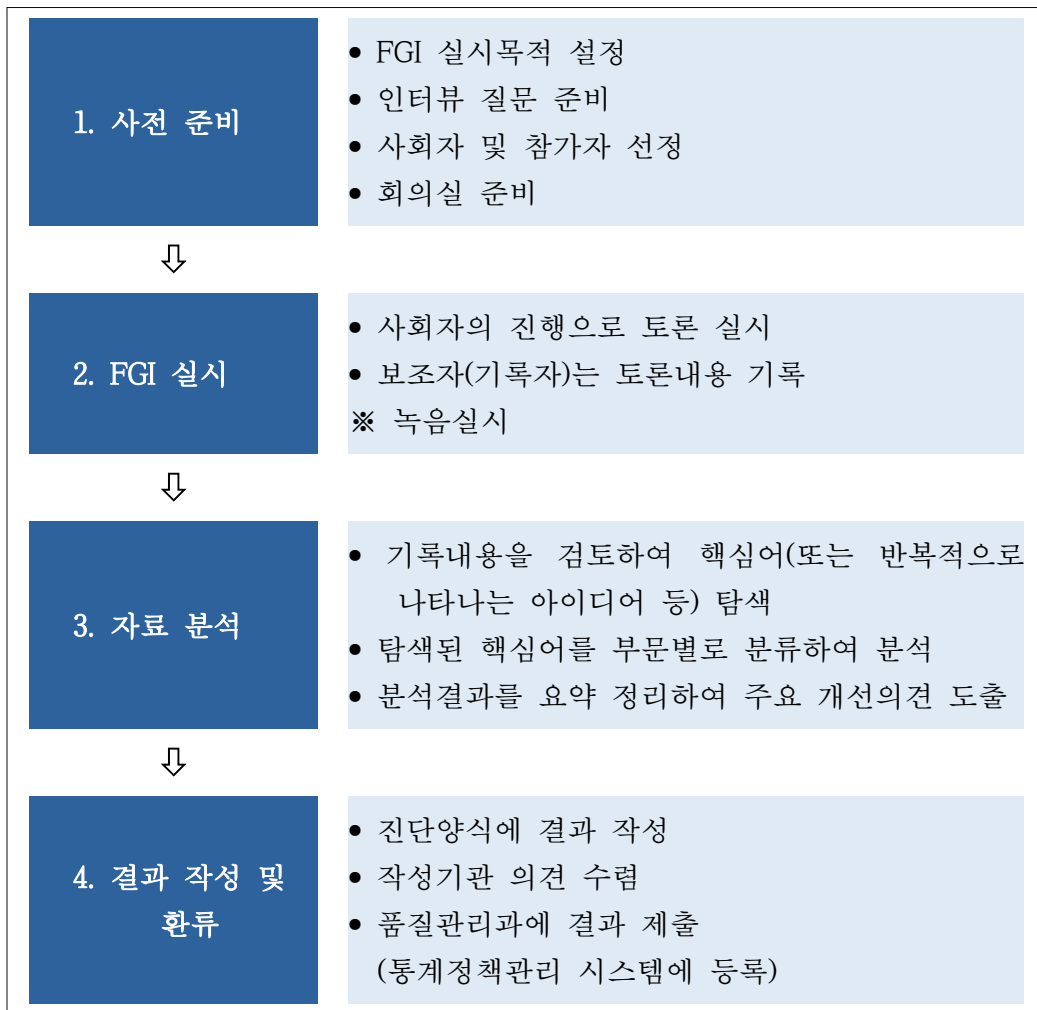 1. 사전 준비
• FGI 실시목적 설정
• 인터뷰 질문 준비
• 사회자 및 참가자 선정
• 회의실 준비
⇩
2. FGI 실시
• 사회자의 진행으로 토론 실시
• 보조자(기록자)는 토론내용 기록
※ 녹음실시
⇩
3. 자료 분석
• 기록내용을 검토하여 핵심어(또는 반복적으로
나타나는 아이디어 등) 탐색
• 탐색된 핵심어를 부문별로 분류하여 분석
• 분석결과를 요약 정리하여 주요 개선의견 도출
⇩
4. 결과 작성 및
환류
• 진단양식에 결과 작성
• 작성기관 의견 수렴
• 품질관리과에 결과 제출
(통계정책관리 시스템에 등록)